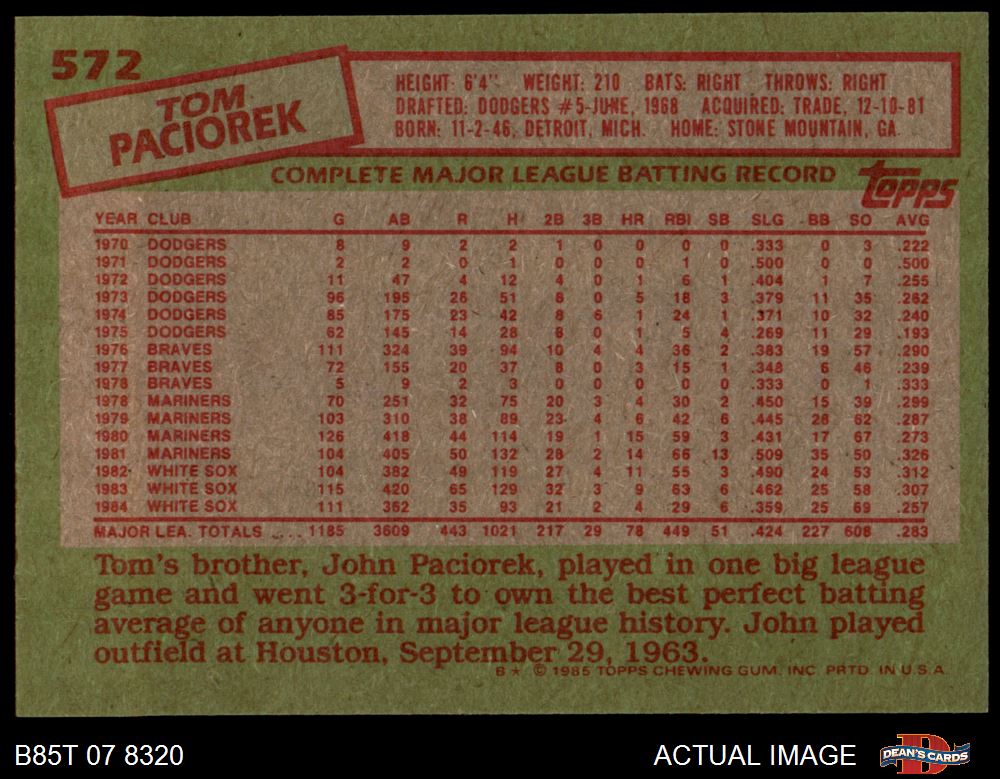 572
TOM
PACIOREK
HEIGHT: 6'4" WEIGHT: 210 BATS: RIGHT THROWS: RIGHT
DRAFTED: DODGERS #5-JUNE, 1968 ACQUIRED: TRADE, 12-10-81
BORN: 11-2-46, DETROIT, MICH. HOME: STONE MOUNTAIN, GA.
COMPLETE MAJOR LEAGUE BATTING RECORD
topps
YEAR CLUB G AB R H 2B 3B HR RBI SB SLG BB SO AVG
1970 DODGERS 8 9 2 2 1 0 0 0 0 .333 0 3 .222
1971 DODGERS 2 2 0 1 0 0 0 1 0 .500 0 0 .500
1972 DODGERS 11 47 4 12 4 0 1 6 1 .404 1 7 .255
1973 DODGERS 96 195 26 51 8 0 5 18 3 .379 11 35 .262
1974 DODGERS 85 175 23 42 8 6 1 24 1 .371 10 32 .240
1975 DODGERS 62 145 14 28 8 0 1 5 4 .269 11 29 .193
1976 BRAVES 111 324 39 94 10 4 4 36 2 .383 19 57 .290
1977 BRAVES 72 155 20 37 8 0 3 15 1 .348 6 46 .239
1978 BRAVES 5 9 2 3 0 0 0 0 0 .333 0 1 .333
1978 MARINERS 70 251 32 75 20 3 4 30 2 .450 15 39 .299
1979 MARINERS 103 310 38 89 23 4 6 42 6 .445 28 62 .287
1980 MARINERS 126 418 44 114 19 1 15 59 3 .431 17 67 .273
1981 MARINERS 104 405 50 132 28 2 14 66 13 .509 35 50 .326
1982 WHITE SOX 104 382 49 119 27 4 11 55 3 .490 24 53 .312
1983 WHITE SOX 115 420 65 129 32 3 9 63 6 .462 25 58 .307
1984 WHITE SOX 111 362 35 93 21 2 4 29 6 .359 25 69 .257
MAJOR LEA. TOTALS .... 1185 3609 443 1021 217 29 78 449 51 .424 227 608 .283
Tom's brother, John Paciorek, played in one big league
game and went 3-for-3 to own the best perfect batting
average of anyone in major league history. John played
outfield at Houston, September 29, 1963.
B★ © 1985 TOPPS CHEWING GUM, INC. PRTD. IN U.S.A.
B85T 07 8320
ACTUAL IMAGE
DEAN'S CARDS